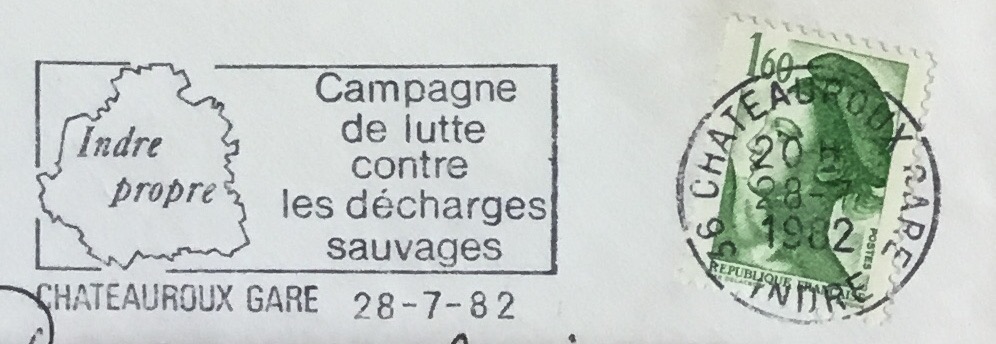 Indre
propre
Campagne
de lutte
contre
les décharges
sauvages
CHATEAUROUX GARE 28-7-82
1,60
POSTES
REPUBLIQUE FRANÇAISE
36 CHATEAUROUX GARE
20 H
28-7
1982
INDRE